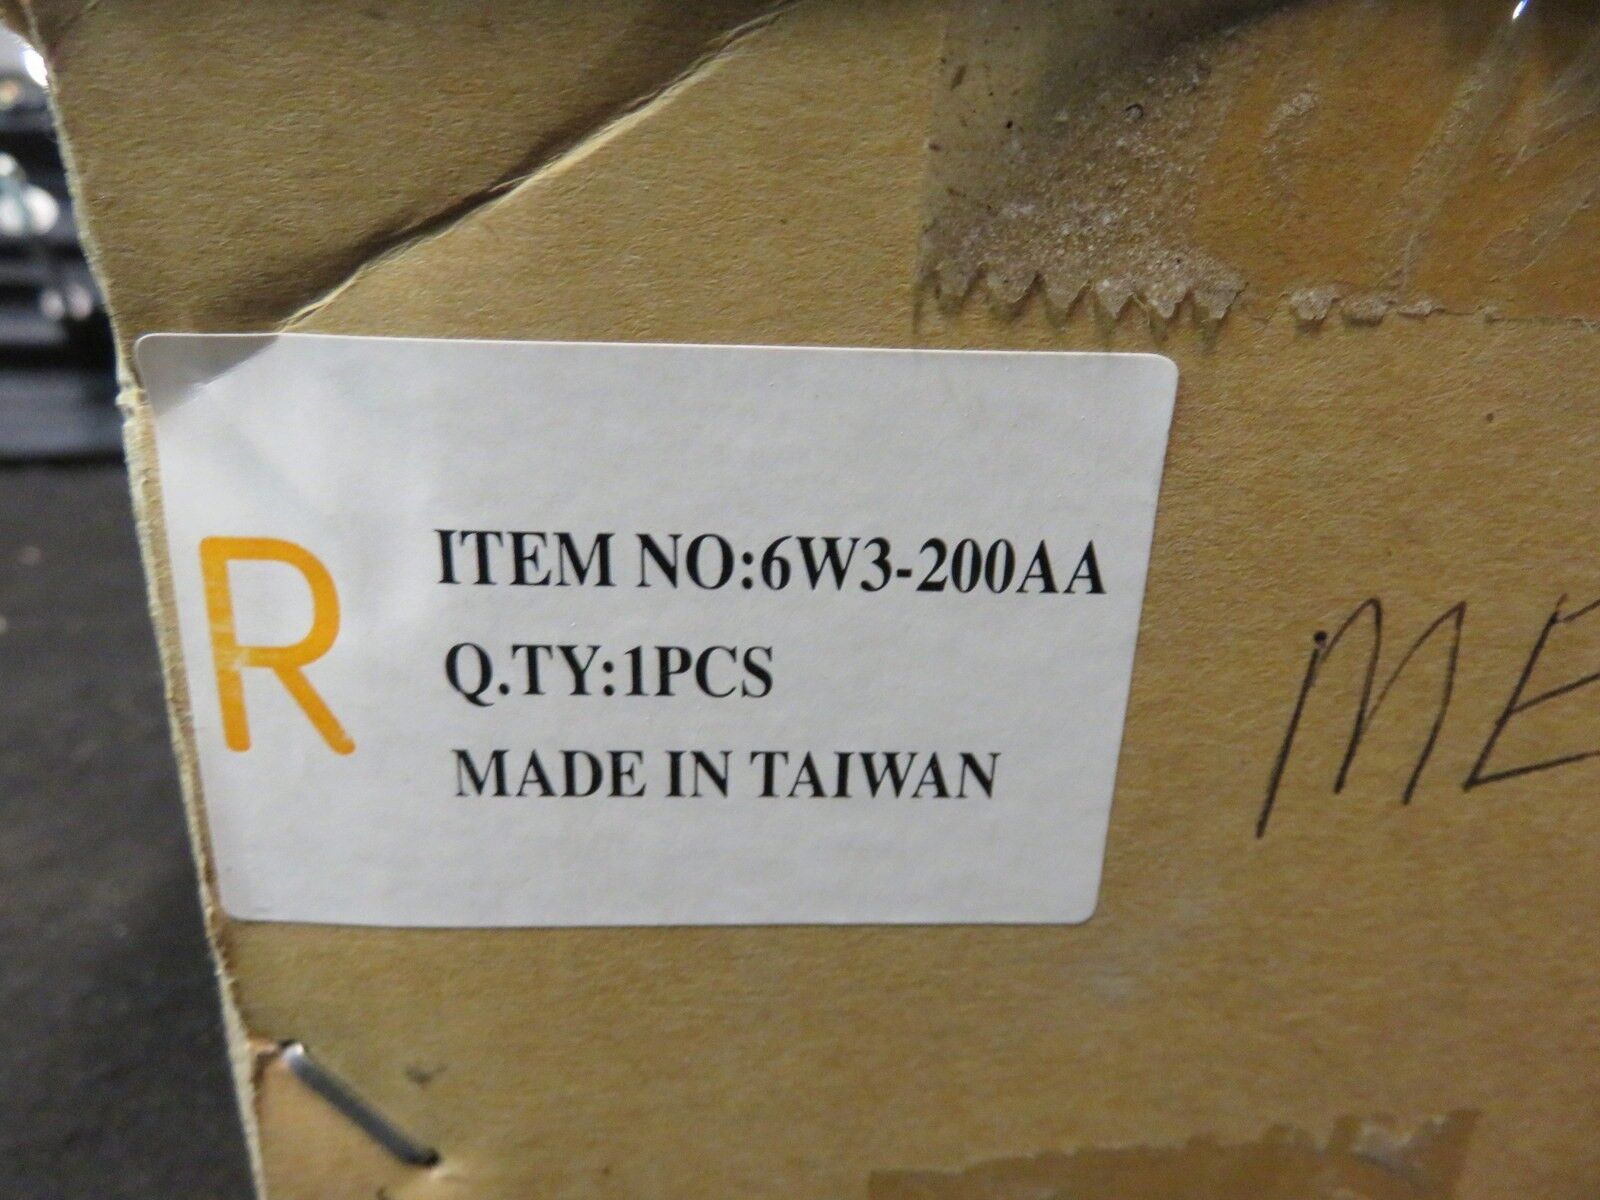 R
ITEM NO:6W3-200AA
Q.TY:1PCS
MADE IN TAIWAN